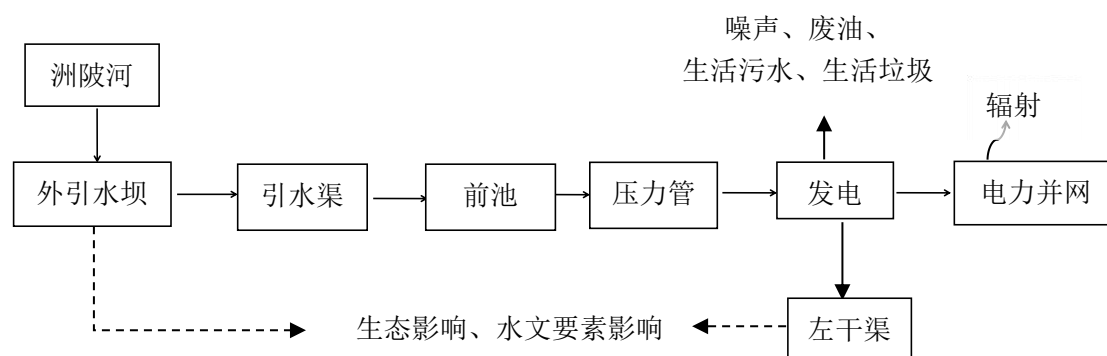 噪声、废油、
生活污水、生活垃圾
洲陂河
辐射
外引水坝
引水渠
前池
压力管
发电
电力并网
生态影响、水文要素影响
左干渠